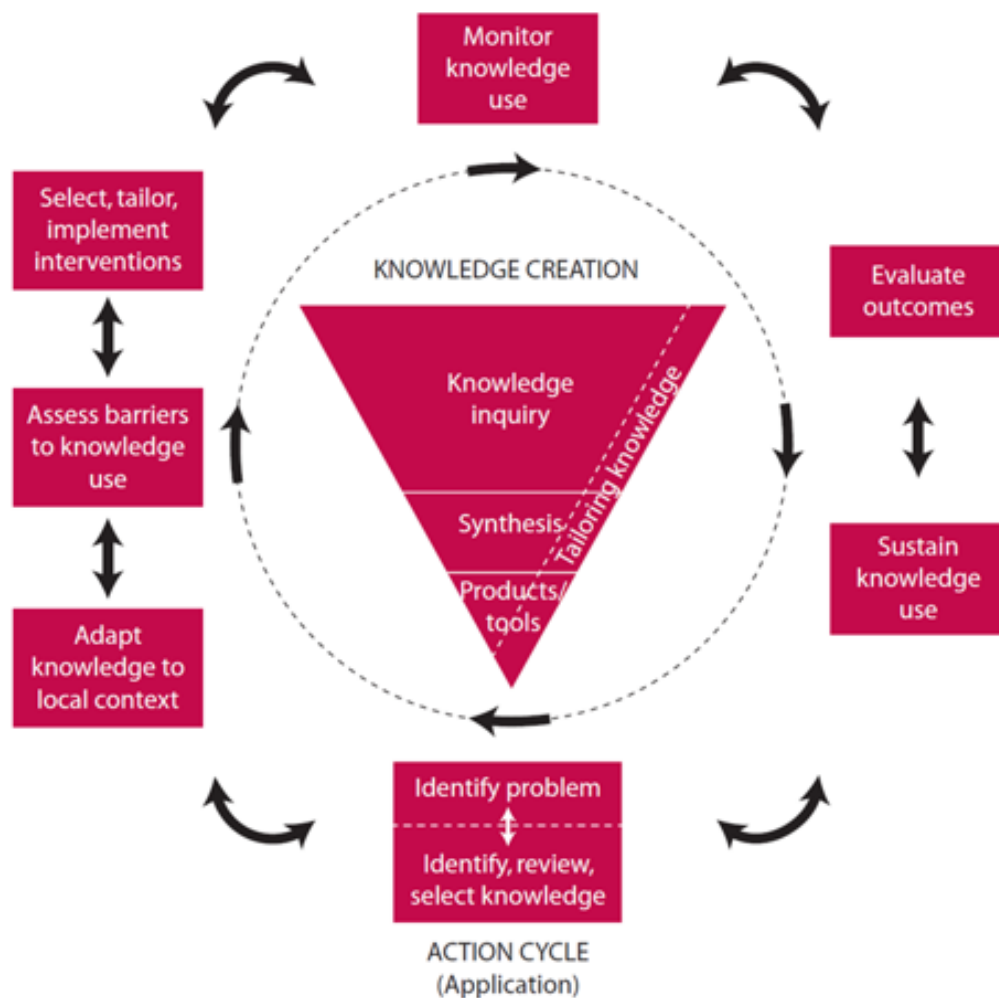 Monitor
knowledge
use
Select, tailor,
implement
interventions
KNOWLEDGE CREATION
Evaluate
outcomes
Knowledge
inquiry
Tailoring knowledge
Assess barriers
to knowledge
use
Synthesis
Sustain
knowledge
use
Products/
tools
Adapt
knowledge to
local context
Identify problem
Identify, review,
select knowledge
ACTION CYCLE
(Application)